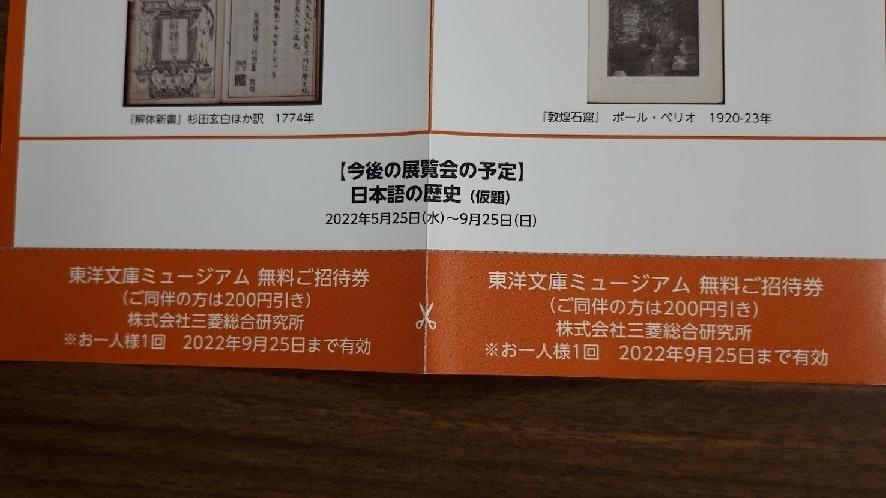 『解体新書』杉田玄白ほか訳　1774年
『敦煌石窟』　ポール・ペリオ　1920-23年
【今後の展覧会の予定】
日本語の歴史（仮題）
2022年5月25日(水)～9月25日(日)
東洋文庫ミュージアム 無料ご招待券
(ご同伴の方は200円引き)
株式会社三菱総合研究所
※お一人様1回　2022年9月25日まで有効
東洋文庫ミュージアム 無料ご招待券
(ご同伴の方は200円引き)
株式会社三菱総合研究所
※お一人様1回　2022年9月25日まで有効